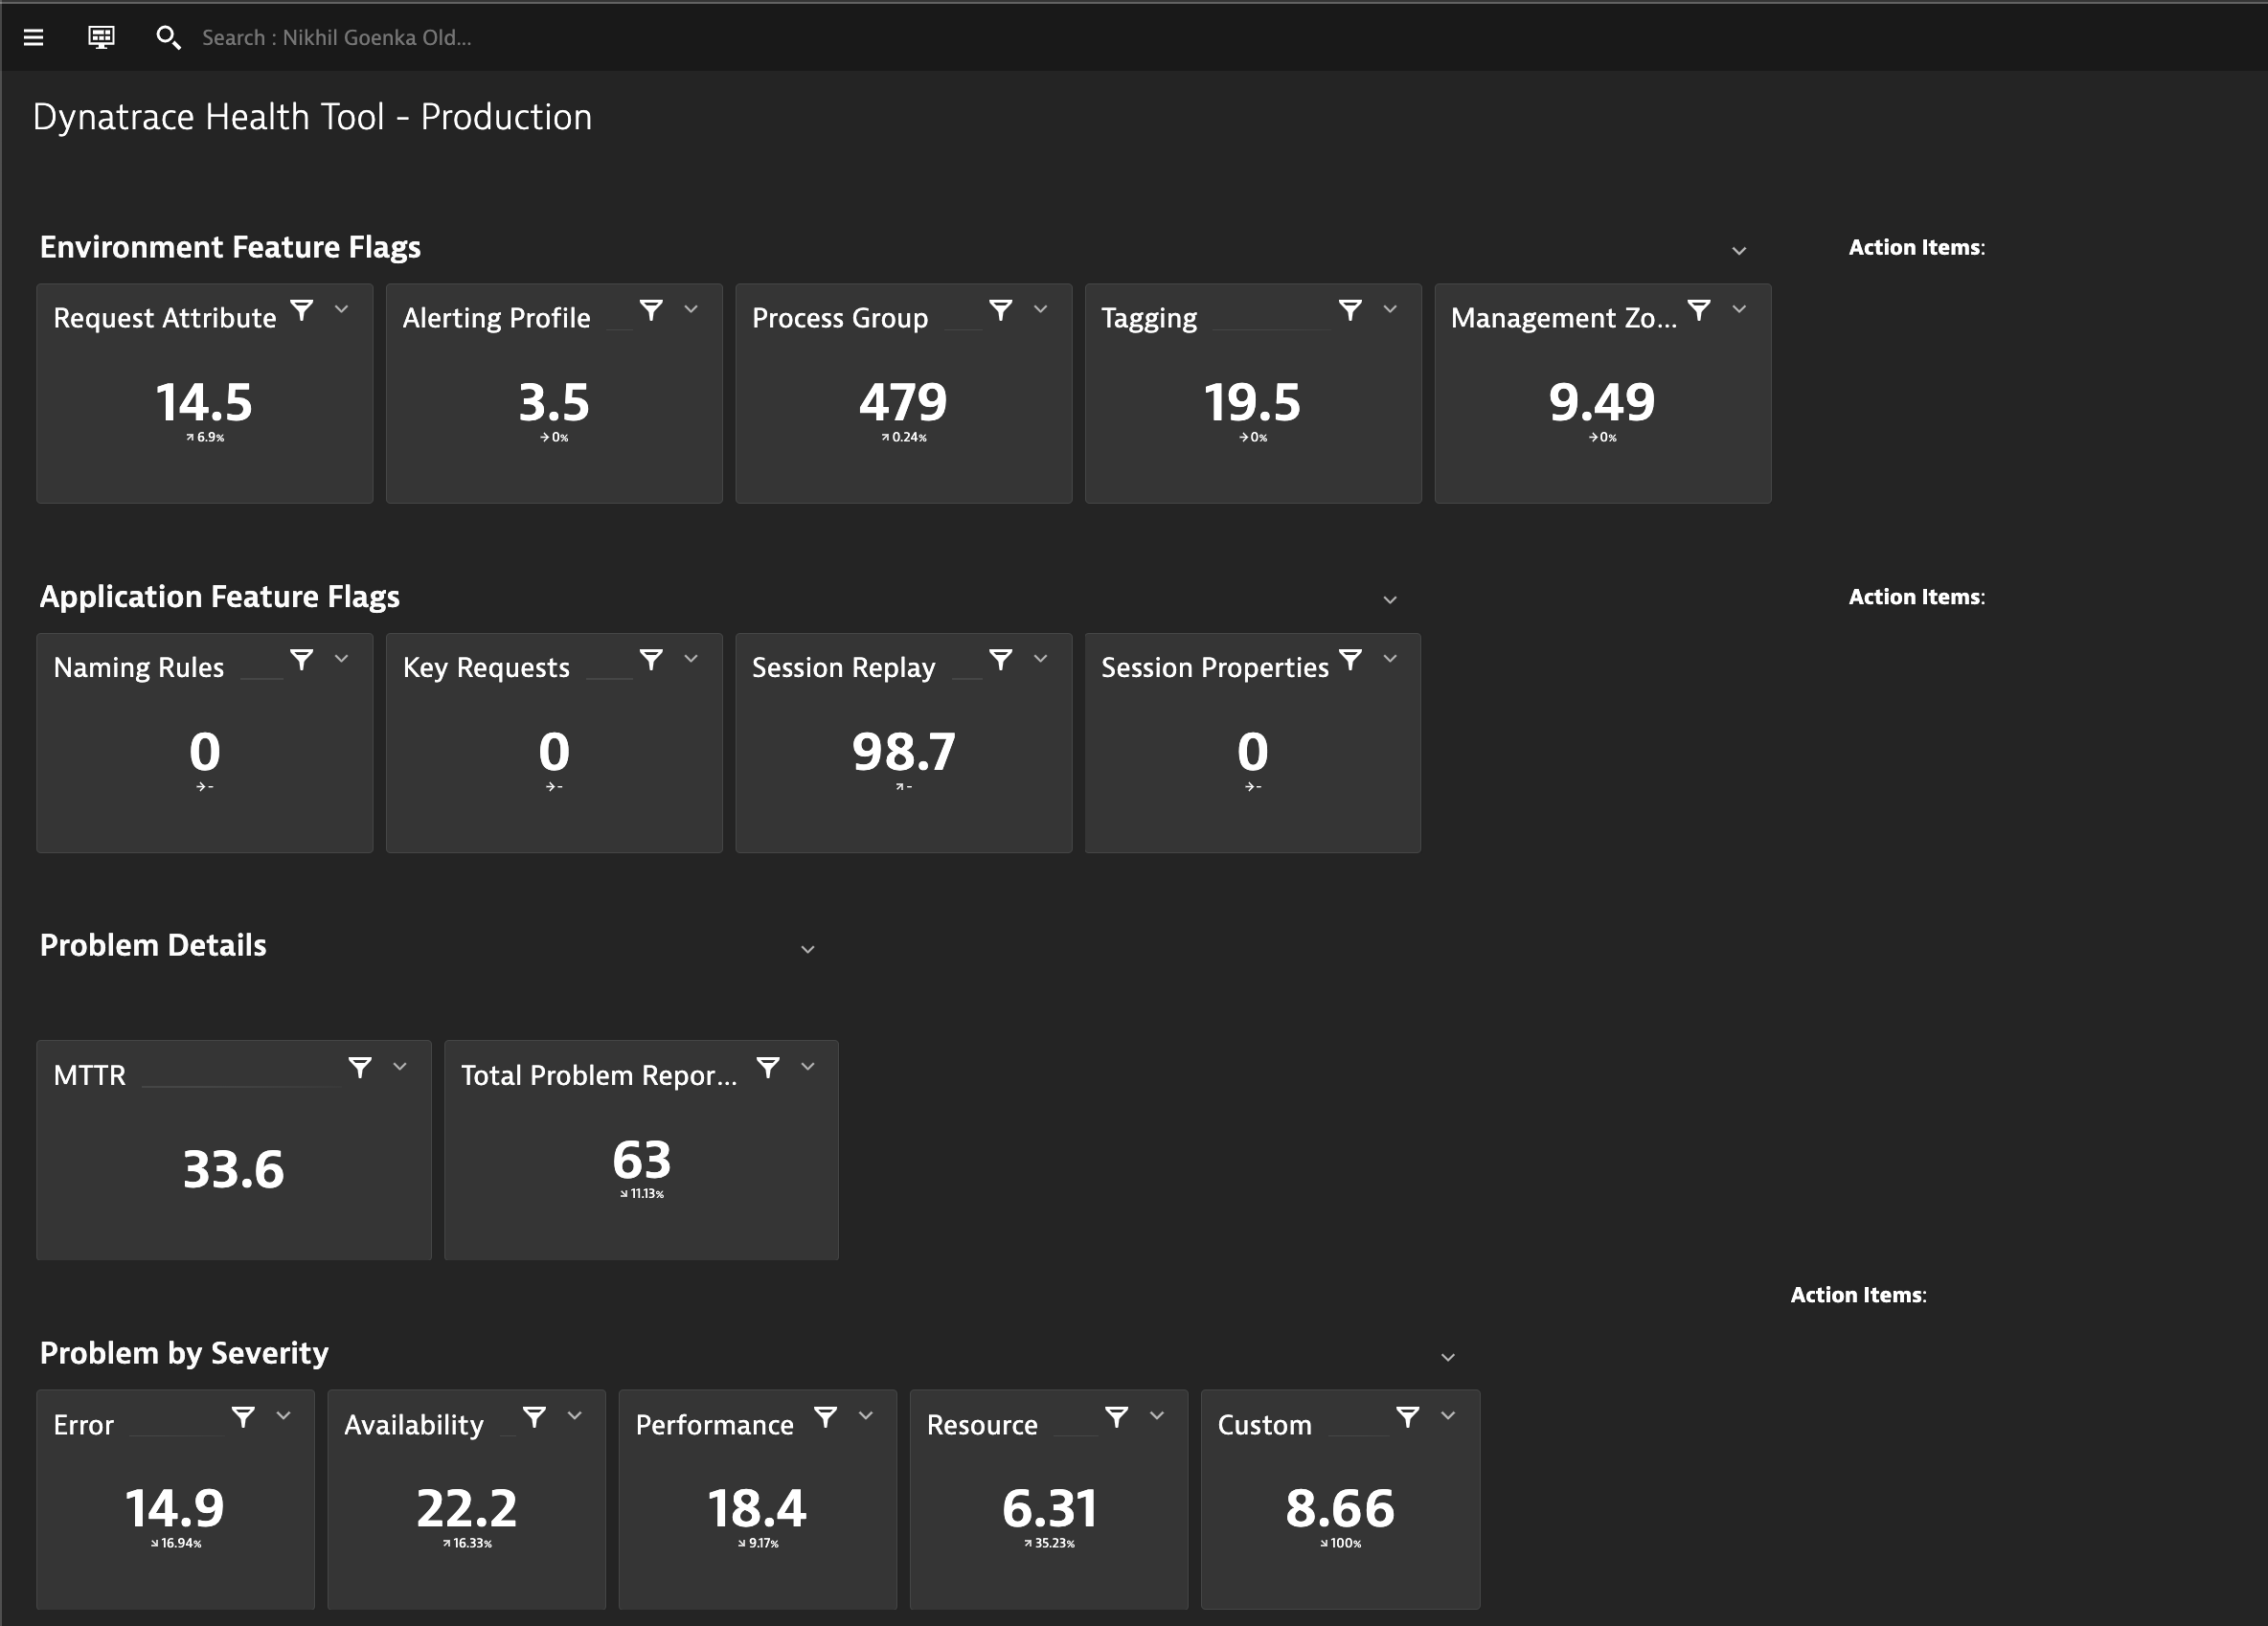 Search : Nikhil Goenka Old...
Dynatrace Health Tool - Production
Environment Feature Flags
Action Items:
Request Attribute
14.5
6.9%
Alerting Profile
3.5
0%
Process Group
479
0.24%
Tagging
19.5
0%
Management Zo...
9.49
0%
Application Feature Flags
Action Items:
Naming Rules
0
-
Key Requests
0
-
Session Replay
98.7
-
Session Properties
0
-
Problem Details
MTTR
33.6
Total Problem Repor...
63
11.13%
Action Items:
Problem by Severity
Error
14.9
16.94%
Availability
22.2
16.33%
Performance
18.4
9.17%
Resource
6.31
35.23%
Custom
8.66
100%